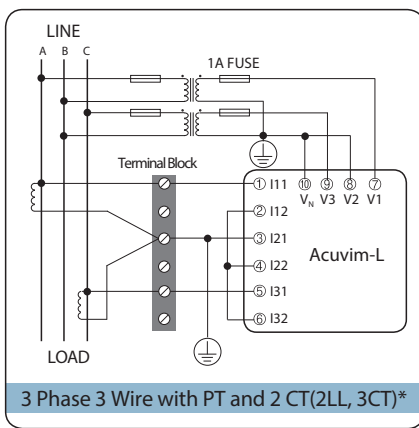 LINE
A B C
1A FUSE
Terminal Block
① I11
② I12
③ I21
④ I22
⑤ I31
⑥ I32
⑩ ⑨ ⑧ ⑦
VN V3 V2 V1
Acuvim-L
LOAD
3 Phase 3 Wire with PT and 2 CT(2LL, 3CT)*